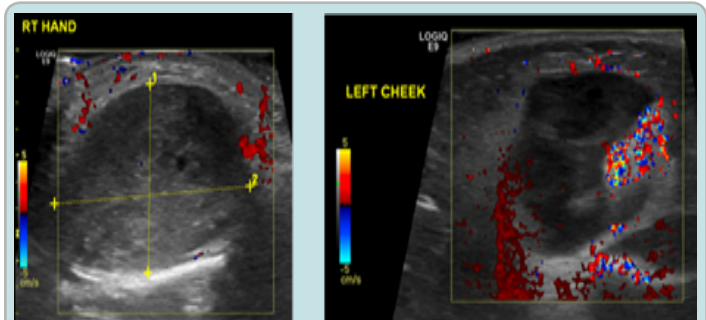 RT HAND
LOGIQ
E9
1
2
5
-5
cm/s
LOGIQ
E9
LEFT CHEEK
5
-5
cm/s